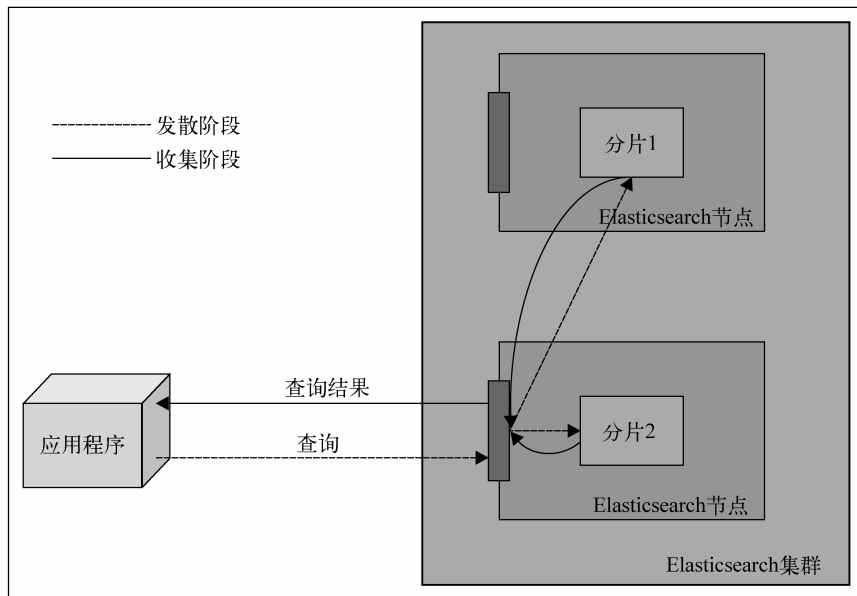 发散阶段
收集阶段
分片1
Elasticsearch节点
查询结果
应用程序
查询
分片2
Elasticsearch节点
Elasticsearch集群